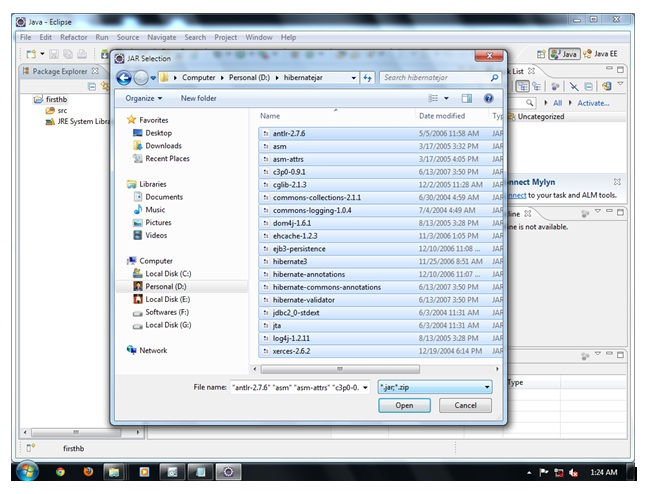 Java - Eclipse
File Edit Refactor Source Navigate Search Project Window Help
JAR Selection
Java Java EE
Package Explorer
Computer Personal (D:) hibernatejar Search hibernatejar
k List
Organize New folder
All Activate...
firsthb
src
JRE System Libra
Favorites
Desktop
Downloads
Recent Places
Libraries
Documents
Music
Pictures
Videos
Computer
Local Disk (C:)
Personal (D:)
Local Disk (E:)
Softwares (F:)
Local Disk (G:)
Network
Name Date modified Typ
antlr-2.7.6 5/5/2006 11:58 AM JAR
asm 3/17/2005 3:32 PM JAR
asm-attrs 3/17/2005 4:05 PM JAR
c3p0-0.9.1 6/13/2007 3:50 PM JAR
cglib-2.1.3 12/2/2005 11:28 AM JAR
commons-collections-2.1.1 6/30/2004 4:59 AM JAR
commons-logging-1.0.4 7/4/2004 4:49 AM JAR
dom4j-1.6.1 8/13/2005 3:28 PM JAR
ehcache-1.2.3 11/3/2006 1:05 PM JAR
ejb3-persistence 12/10/2006 11:08 ... JAR
hibernate3 11/25/2006 8:51 AM JAR
hibernate-annotations 12/10/2006 11:07 ... JAR
hibernate-commons-annotations 6/13/2007 3:50 PM JAR
hibernate-validator 6/13/2007 3:50 PM JAR
jdbc2_0-stdext 6/3/2004 11:31 AM JAR
jta 6/3/2004 11:31 AM JAR
log4j-1.2.11 8/13/2005 3:28 PM JAR
xerces-2.6.2 12/19/2004 6:14 PM JAR
Uncategorized
nnect Mylyn
nnect to your task and ALM tools.
tline
ine is not available.
File name: "antlr-2.7.6" "asm" "asm-attrs" "c3p0-0. *.jar;*.zip
Open Cancel
Type
firsthb
1:24 AM